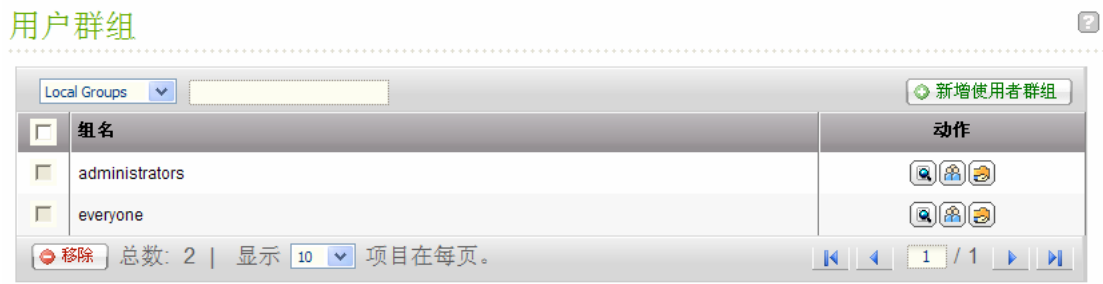 用户群组
?
Local Groups
新增使用者群组
组名 动作
administrators
everyone
移除 总数: 2 | 显示 10 项目在每页。 1 / 1